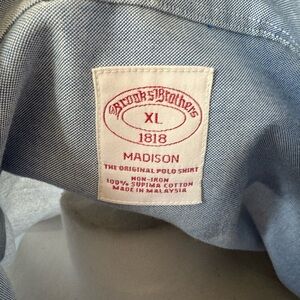 Brooks Brothers
XL
1818
MADISON
THE ORIGINAL POLO SHIRT
NON-IRON
100% SUPIMA COTTON
MADE IN MALAYSIA